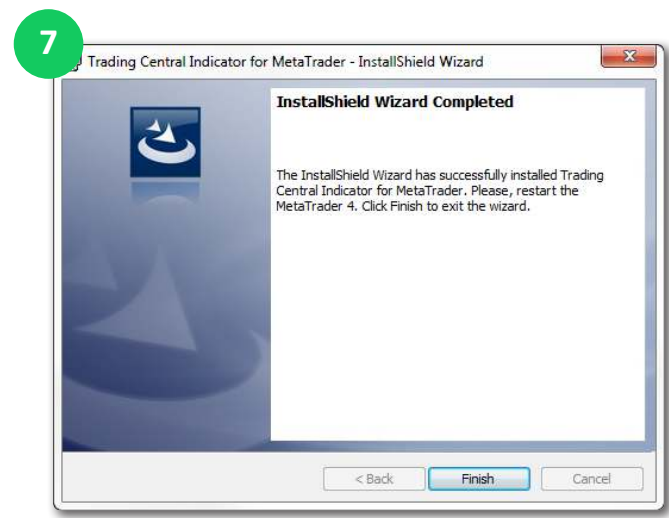 7
Trading Central Indicator for MetaTrader - InstallShield Wizard
InstallShield Wizard Completed
The InstallShield Wizard has successfully installed Trading
Central Indicator for MetaTrader. Please, restart the
MetaTrader 4. Click Finish to exit the wizard.
< Back Finish Cancel